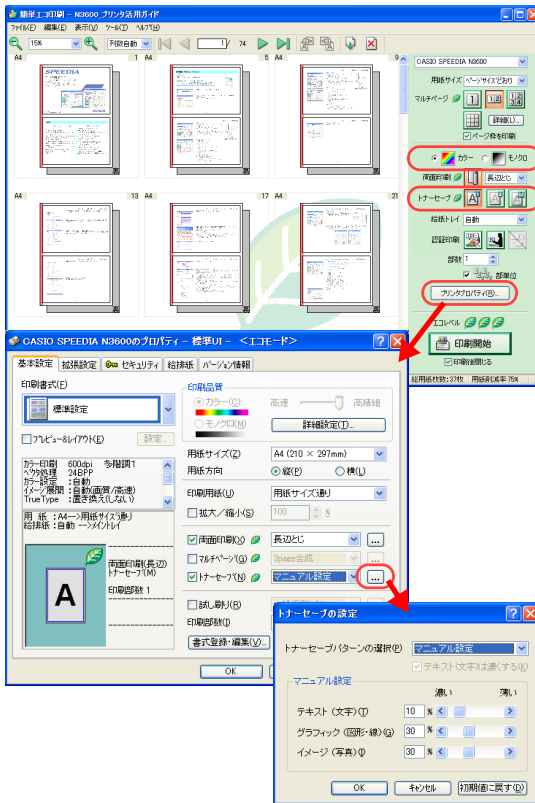 簡単エコ印刷 - N3600_プリンタ活用ガイド
ファイル(F) 編集(E) 表示(V) ツール(T) ヘルプ(H)
15% 列数自動 1/ 74
A4 1 A4 5 A4 9
SPEEDIA
A4 13 A4 17 A4 21
CASIO SPEEDIA N3600
用紙サイズ ページサイズどおり
マルチページ 1 1 2
詳細(L)...
ページ枠を印刷
カラー モノクロ
両面印刷 長辺とじ
トナーセーブ A A A
給紙トレイ 自動
認証印刷
部数 1
部単位
プリンタプロパティ(R)...
エコレベル
印刷開始
印刷後閉じる
総用紙枚数:37枚 用紙削減率 75%
CASIO SPEEDIA N3600のプロパティ - 標準UI - <エコモード>
基本設定 拡張設定 セキュリティ 給排紙 バージョン情報
印刷書式(F)
標準設定
プレビュー&レイアウト(E) 設定...
カラー印刷 600dpi 多階調1
ベクタ処理 24BPP
カラー設定 :自動
イメージ展開 :自動(画質/高速)
TrueType :置き換え(しない)
用 紙 :A4-->用紙サイズ通り
給排紙 :自動 -->メイントレイ
A
両面印刷(長辺)
トナーセーブ(M)
印刷部数 1
書式登録・編集(V)...
印刷品質
カラー(C) 高速 高精細
モノクロ(M) 詳細設定(T)...
用紙サイズ(Z) A4 (210 × 297mm)
用紙方向 縦(P) 横(L)
印刷用紙(U) 用紙サイズ通り
拡大/縮小(S) 100 %
両面印刷(X) 長辺とじ ...
マルチページ(G) 2page合成 ...
トナーセーブ(N) マニュアル設定 ...
試し刷り(R)
印刷部数(I)
OK
トナーセーブの設定
トナーセーブパターンの選択(P) マニュアル設定
テキスト(文字)は濃くする(K)
マニュアル設定
濃い 薄い
テキスト (文字)(T) 10 %
グラフィック (図形・線)(G) 30 %
イメージ (写真)(I) 30 %
OK キャンセル 初期値に戻す(D)